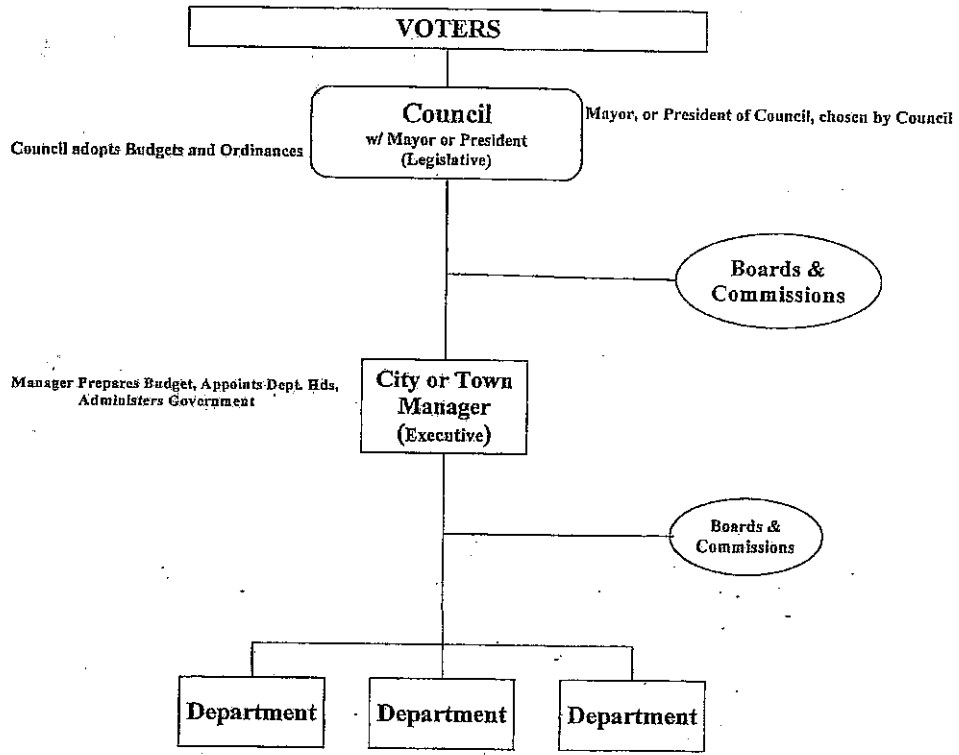 VOTERS
Council
w/ Mayor or President
(Legislative)
Mayor, or President of Council, chosen by Council
Council adopts Budgets and Ordinances
Boards &
Commissions
City or Town
Manager
(Executive)
Manager Prepares Budget, Appoints Dept. Hds,
Administers Government
Boards &
Commissions
Department
Department
Department